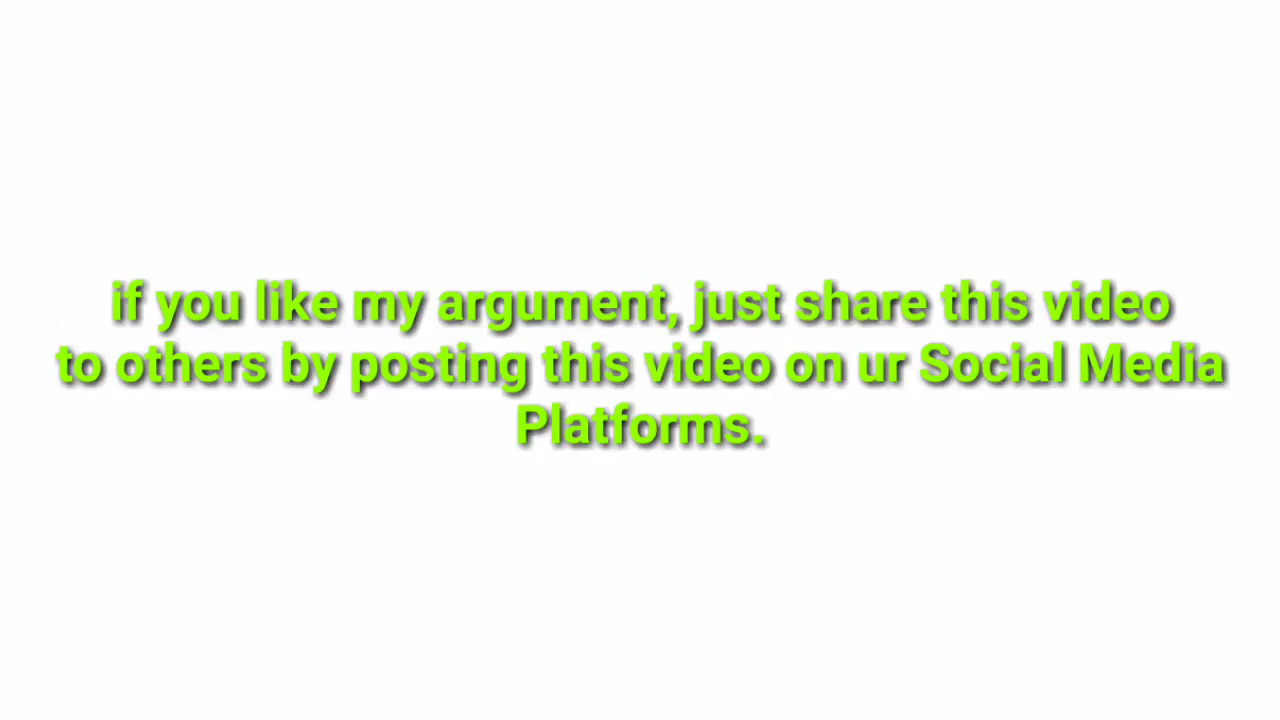 if you like my argument, just share this video
to others by posting this video on ur Social Media
Platforms.